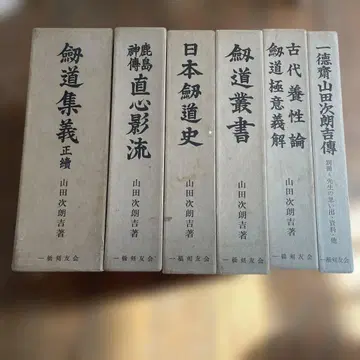 劔道集義 正續
山田次朗吉著
一橋剣友会
鹿島神傳 直心影流
山田次朗吉著
一橋剣友会
日本劔道史
山田次朗吉著
一橋剣友会
劔道叢書
山田次朗吉著
一橋剣友会
古代養性論
劔道極意義解
山田次朗吉著
一橋剣友会
一德齋山田次朗吉傳
一橋剣友会